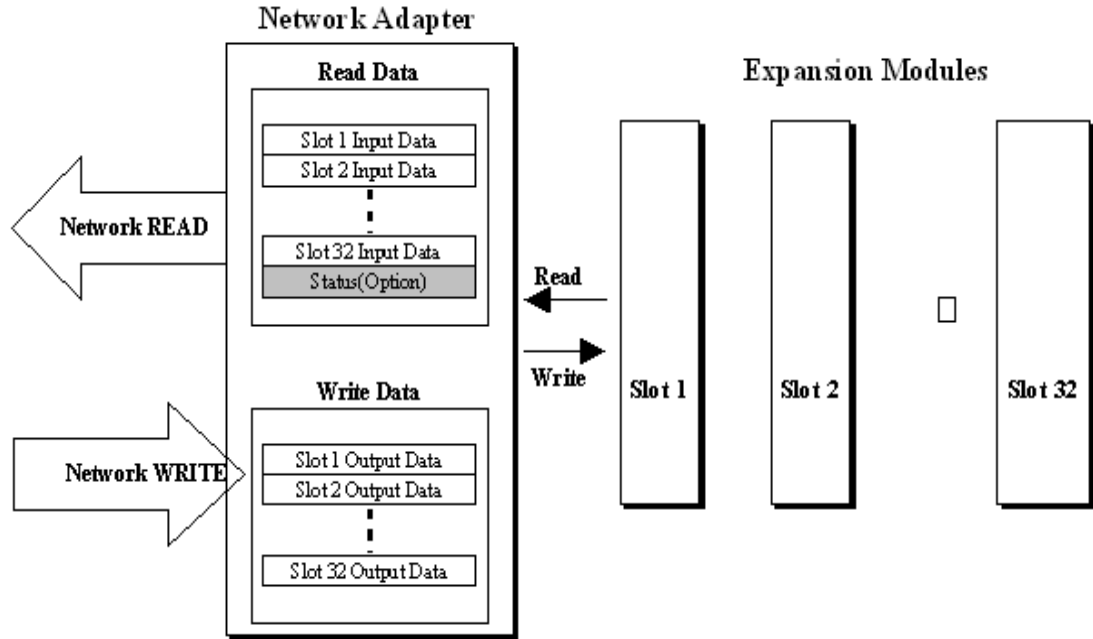 Network Adapter
Read Data
Slot 1 Input Data
Slot 2 Input Data
Slot 32 Input Data
Status(Option)
Network READ
Write Data
Slot 1 Output Data
Slot 2 Output Data
Slot 32 Output Data
Network WRITE
Read
Write
Expansion Modules
Slot 1
Slot 2
Slot 32